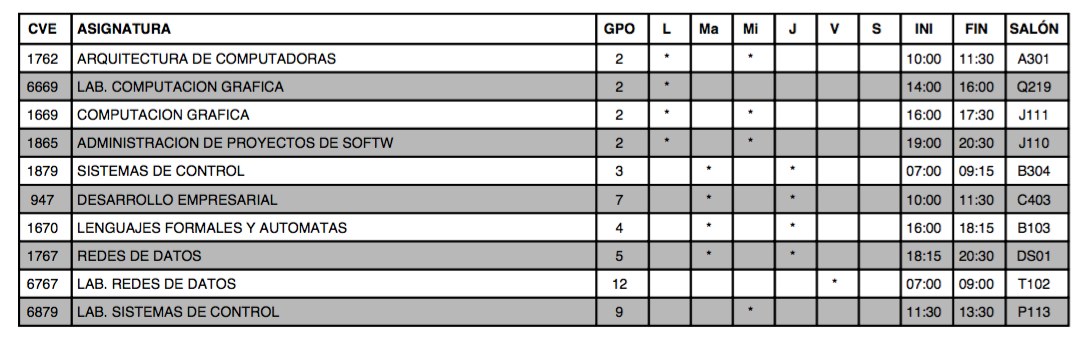 CVE ASIGNATURA GPO L Ma Mi J V S INI FIN SALÓN
1762 ARQUITECTURA DE COMPUTADORAS 2 * * 10:00 11:30 A301
6669 LAB. COMPUTACION GRAFICA 2 * 14:00 16:00 Q219
1669 COMPUTACION GRAFICA 2 * * 16:00 17:30 J111
1865 ADMINISTRACION DE PROYECTOS DE SOFTW 2 * * 19:00 20:30 J110
1879 SISTEMAS DE CONTROL 3 * * 07:00 09:15 B304
947 DESARROLLO EMPRESARIAL 7 * * 10:00 11:30 C403
1670 LENGUAJES FORMALES Y AUTOMATAS 4 * * 16:00 18:15 B103
1767 REDES DE DATOS 5 * * 18:15 20:30 DS01
6767 LAB. REDES DE DATOS 12 * 07:00 09:00 T102
6879 LAB. SISTEMAS DE CONTROL 9 * 11:30 13:30 P113